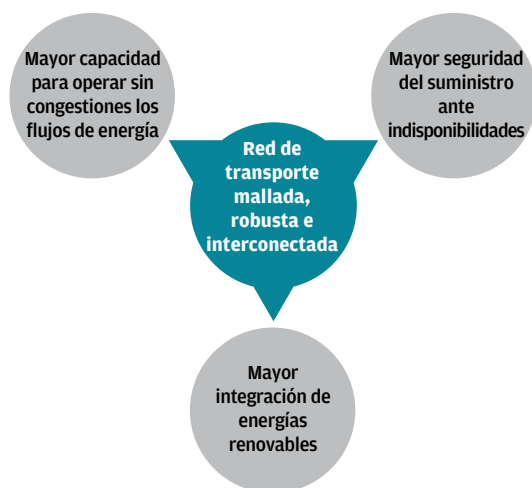 Mayor capacidad
para operar sin
congestiones los
flujos de energía
Mayor seguridad
del suministro
ante
indisponibilidades
Red de
transporte
mallada,
robusta e
interconectada
Mayor
integración de
energías
renovables